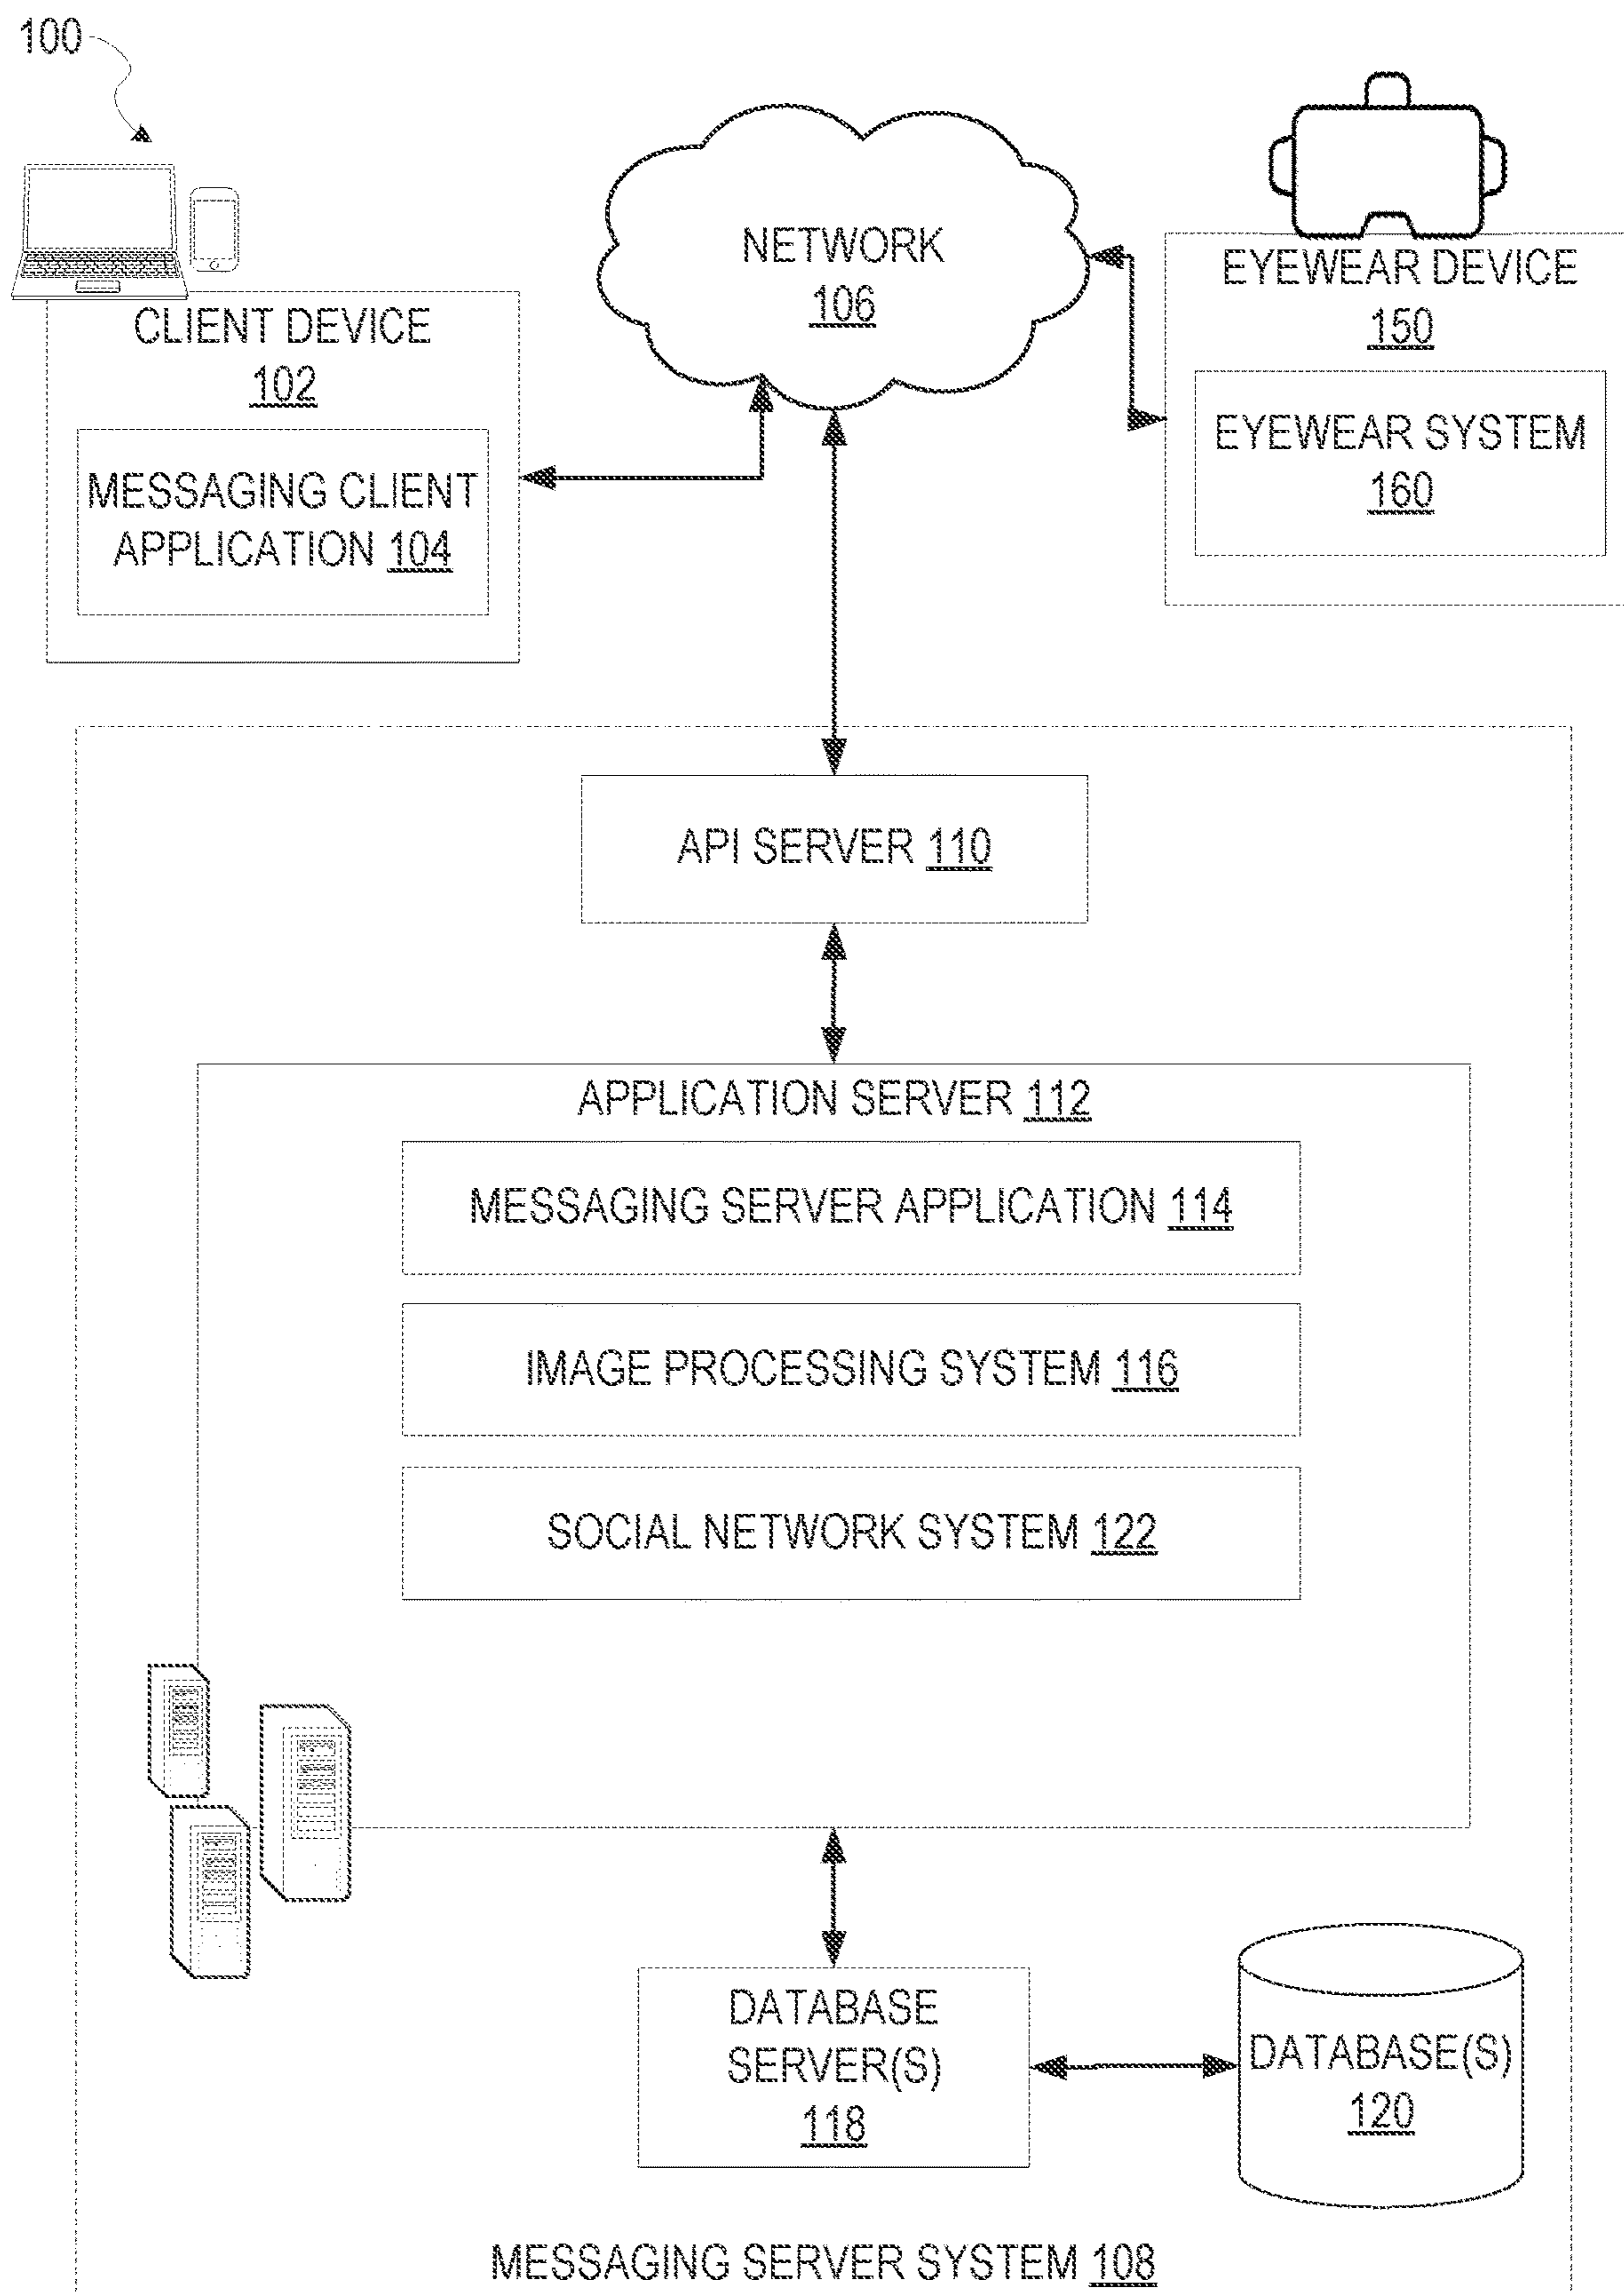 100
NETWORK
106
EYEWEAR DEVICE
150
EYEWEAR SYSTEM
160
CLIENT DEVICE
102
MESSAGING CLIENT
APPLICATION 104
API SERVER 110
APPLICATION SERVER 112
MESSAGING SERVER APPLICATION 114
IMAGE PROCESSING SYSTEM 116
SOCIAL NETWORK SYSTEM 122
DATABASE
SERVER(S)
118
DATABASE(S)
120
MESSAGING SERVER SYSTEM 108